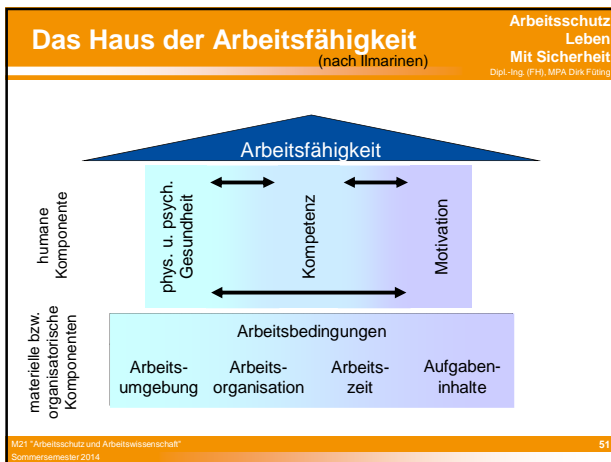 Das Haus der Arbeitsfähigkeit
(nach Ilmarinen)
Arbeitsschutz
Leben
Mit Sicherheit
Dipl.-Ing. (FH), MPA Dirk Füting
Arbeitsfähigkeit
humane
Komponente
phys. u. psych.
Gesundheit
Kompetenz
Motivation
materielle bzw.
organisatorische
Komponenten
Arbeitsbedingungen
Arbeits-
umgebung
Arbeits-
organisation
Arbeits-
zeit
Aufgaben-
inhalte
M21 "Arbeitsschutz und Arbeitswissenschaft"
Sommersemester 2014
51